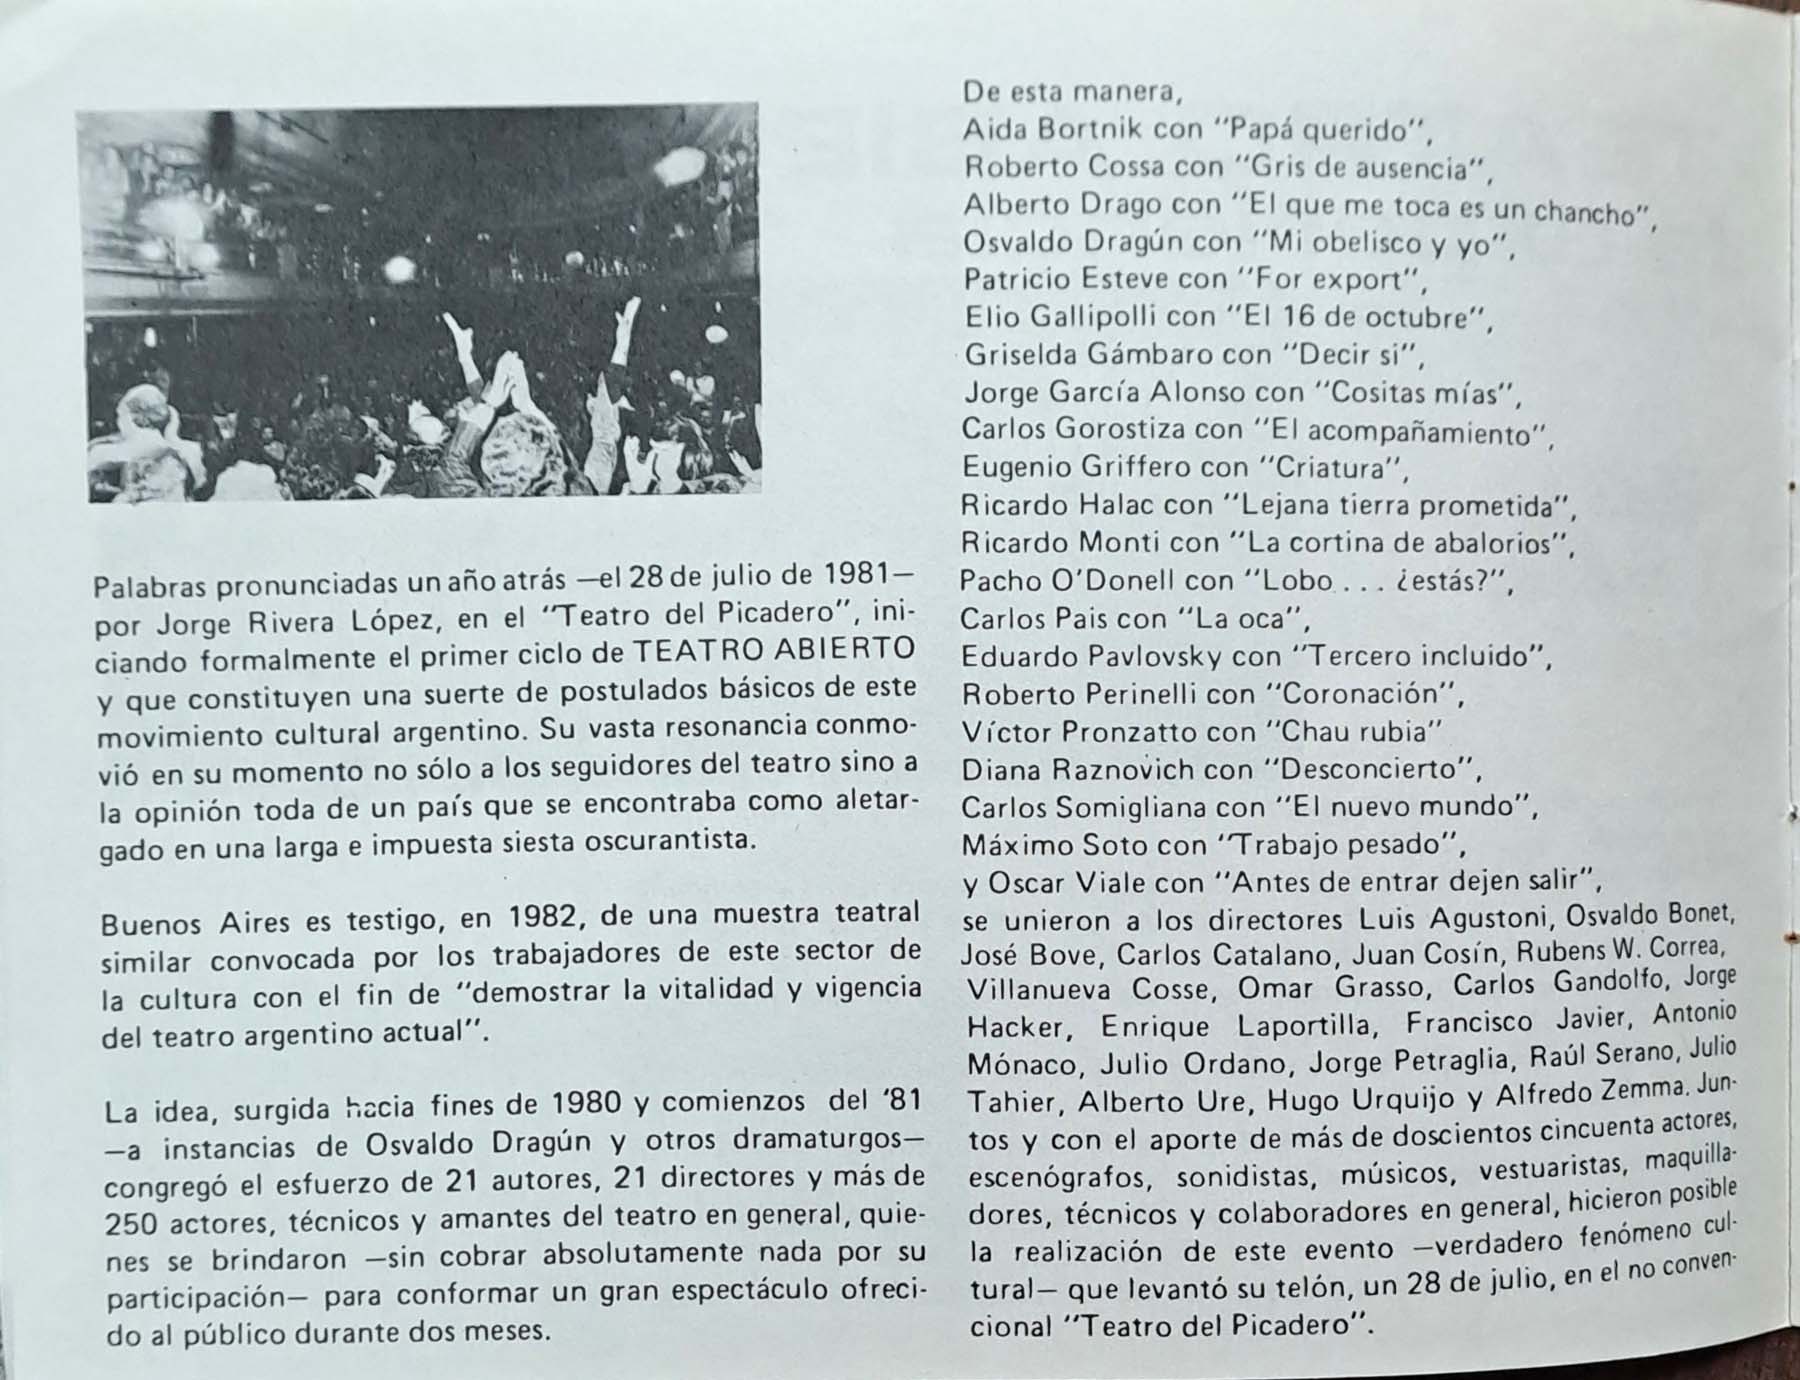 Palabras pronunciadas un año atrás —el 28 de julio de 1981—
por Jorge Rivera López, en el "Teatro del Picadero", ini-
ciando formalmente el primer ciclo de TEATRO ABIERTO
y que constituyen una suerte de postulados básicos de este
movimiento cultural argentino. Su vasta resonancia conmo-
vió en su momento no sólo a los seguidores del teatro sino a
la opinión toda de un país que se encontraba como aletar-
gado en una larga e impuesta siesta oscurantista.
Buenos Aires es testigo, en 1982, de una muestra teatral
similar convocada por los trabajadores de este sector de
la cultura con el fin de "demostrar la vitalidad y vigencia
del teatro argentino actual".
La idea, surgida hacia fines de 1980 y comienzos del '81
—a instancias de Osvaldo Dragún y otros dramaturgos—
congregó el esfuerzo de 21 autores, 21 directores y más de
250 actores, técnicos y amantes del teatro en general, quie-
nes se brindaron —sin cobrar absolutamente nada por su
participación— para conformar un gran espectáculo ofreci-
do al público durante dos meses.
De esta manera,
Aida Bortnik con "Papá querido",
Roberto Cossa con "Gris de ausencia",
Alberto Drago con "El que me toca es un chancho",
Osvaldo Dragún con "Mi obelisco y yo",
Patricio Esteve con "For export",
Elio Gallipolli con "El 16 de octubre",
Griselda Gámbaro con "Decir si",
Jorge García Alonso con "Cositas mías",
Carlos Gorostiza con "El acompañamiento",
Eugenio Griffero con "Criatura",
Ricardo Halac con "Lejana tierra prometida",
Ricardo Monti con "La cortina de abalorios",
Pacho O'Donell con "Lobo . . . ¿estás?",
Carlos Pais con "La oca",
Eduardo Pavlovsky con "Tercero incluido",
Roberto Perinelli con "Coronación",
Víctor Pronzatto con "Chau rubia"
Diana Raznovich con "Desconcierto",
Carlos Somigliana con "El nuevo mundo",
Máximo Soto con "Trabajo pesado",
y Oscar Viale con "Antes de entrar dejen salir",
se unieron a los directores Luis Agustoni, Osvaldo Bonet,
José Bove, Carlos Catalano, Juan Cosín, Rubens W. Correa,
Villanueva Cosse, Omar Grasso, Carlos Gandolfo, Jorge
Hacker, Enrique Laportilla, Francisco Javier, Antonio
Mónaco, Julio Ordano, Jorge Petraglia, Raúl Serano, Julio
Tahier, Alberto Ure, Hugo Urquijo y Alfredo Zemma. Jun-
tos y con el aporte de más de doscientos cincuenta actores,
escenógrafos, sonidistas, músicos, vestuaristas, maquilla-
dores, técnicos y colaboradores en general, hicieron posible
la realización de este evento —verdadero fenómeno cul-
tural— que levantó su telón, un 28 de julio, en el no conven-
cional "Teatro del Picadero".